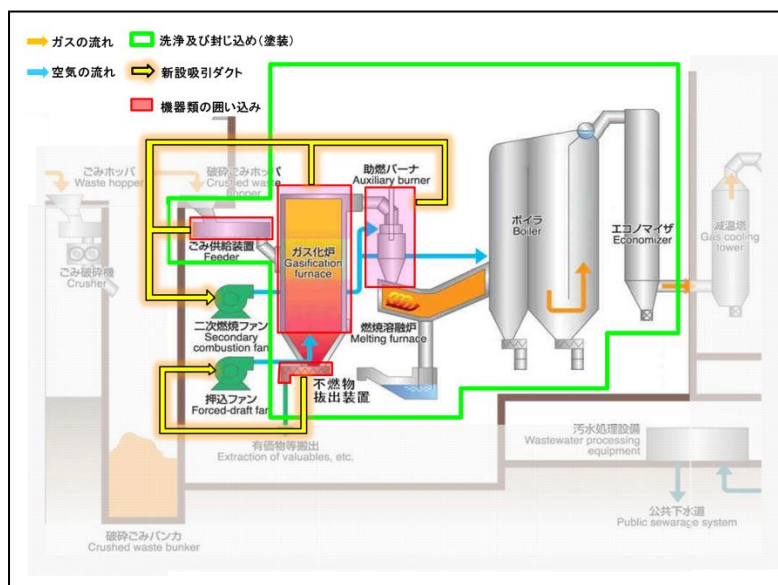 ガスの流れ
洗浄及び封じ込め(塗装)
空気の流れ
新設吸引ダクト
機器類の囲い込み
ごみホッパ
Waste hopper
破砕ごみホッパ
Crushed waste
hopper
助燃バーナ
Auxiliary burner
ごみ破砕機
Crusher
ごみ供給装置
Feeder
ガス化炉
Gasification
furnace
ボイラ
Boiler
エコノマイザ
Economizer
減温塔
Gas cooling
tower
二次燃焼ファン
Secondary
combustion fan
燃焼溶融炉
Melting furnace
押込ファン
Forced-draft fan
不燃物
抜出装置
有価物等搬出
Extraction of valuables, etc.
汚水処理設備
Wastewater processing
equipment
破砕ごみバンカ
Crushed waste bunker
公共下水道
Public sewarage system